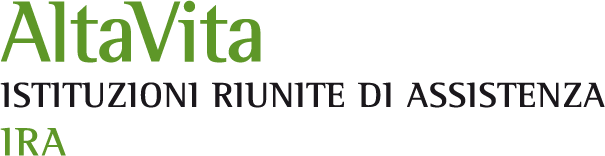 AltaVita
ISTITUZIONI RIUNITE DI ASSISTENZA
IRA